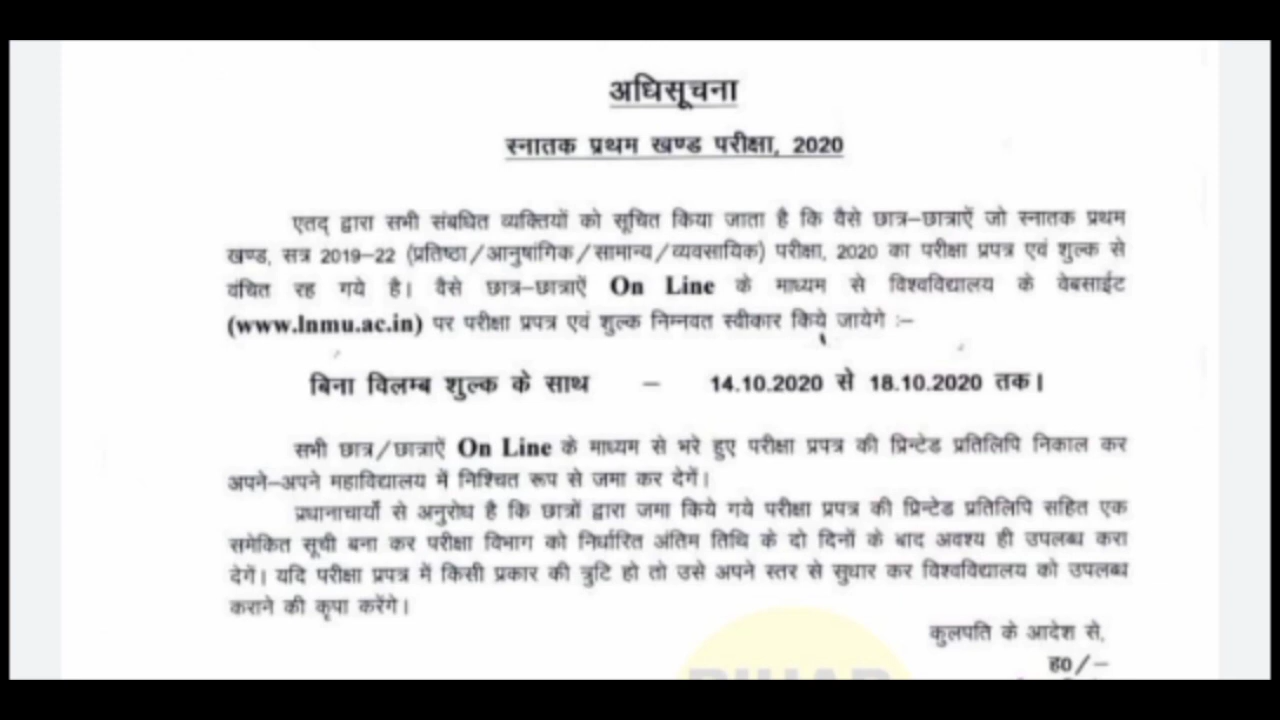 अधिसूचना
स्नातक प्रथम खण्ड परीक्षा, 2020
एतद् द्वारा सभी संबधित व्यक्तियों को सूचित किया जाता है कि वैसे छात्र–छात्राऐं जो स्नातक प्रथम
खण्ड, सत्र 2019–22 (प्रतिष्ठा/आनुषांगिक/सामान्य/व्यवसायिक) परीक्षा, 2020 का परीक्षा प्रपत्र एवं शुल्क से
वंचित रह गये है। वैसे छात्र–छात्राऐं On Line के माध्यम से विश्वविद्यालय के वेबसाईट
(www.lnmu.ac.in) पर परीक्षा प्रपत्र एवं शुल्क निम्नवत स्वीकार किये जायेगे :–
बिना विलम्ब शुल्क के साथ – 14.10.2020 से 18.10.2020 तक।
सभी छात्र/छात्राऐं On Line के माध्यम से भरे हुए परीक्षा प्रपत्र की प्रिन्टेड प्रतिलिपि निकाल कर
अपने–अपने महाविद्यालय में निश्चित रूप से जमा कर देगें।
प्रधानाचार्यो से अनुरोध है कि छात्रों द्वारा जमा किये गये परीक्षा प्रपत्र की प्रिन्टेड प्रतिलिपि सहित एक
समेकित सूची बना कर परीक्षा विभाग को निर्धारित अंतिम तिथि के दो दिनों के बाद अवश्य ही उपलब्ध करा
देगें। यदि परीक्षा प्रपत्र में किसी प्रकार की त्रुटि हो तो उसे अपने स्तर से सुधार कर विश्वविद्यालय को उपलब्ध
कराने की कृपा करेंगे।
कुलपति के आदेश से,
ह0/–
BIHAR